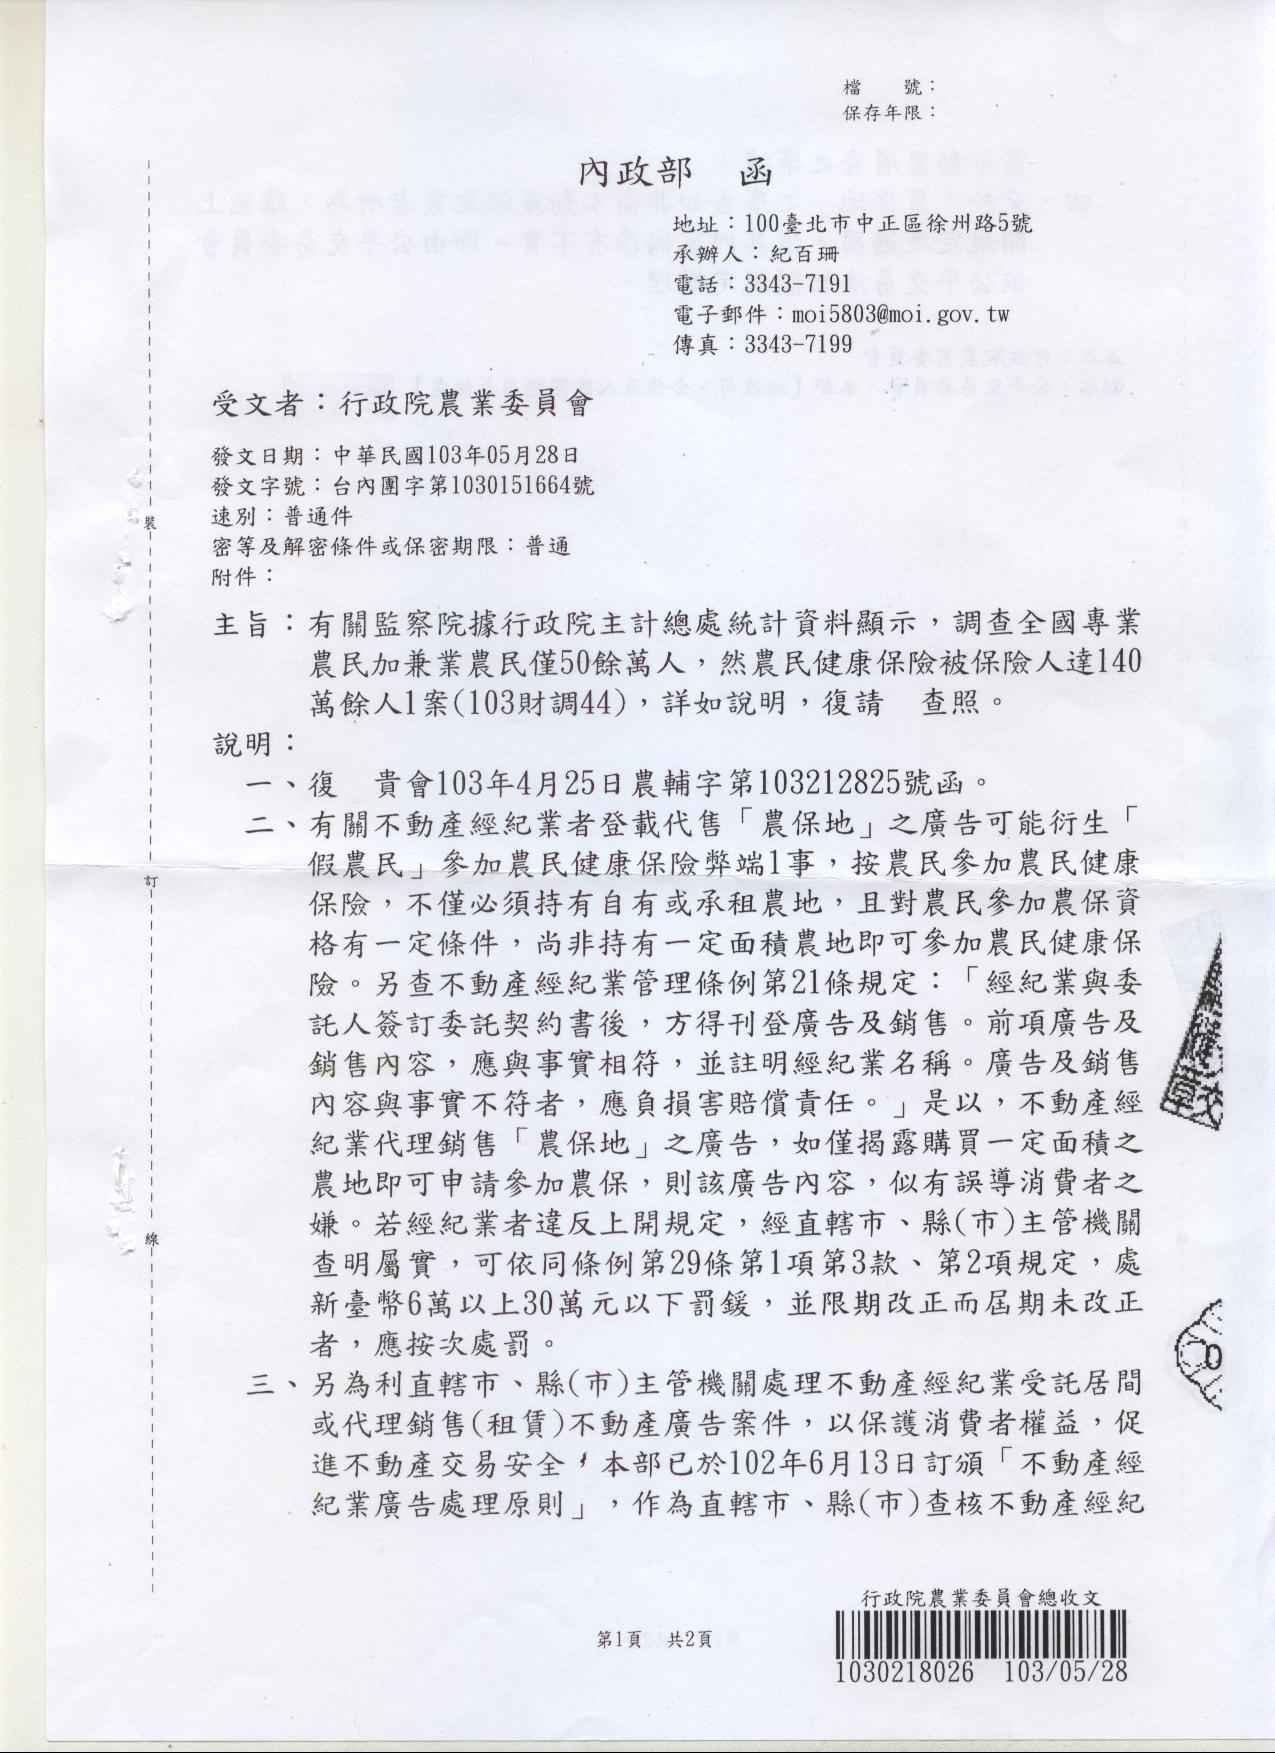 檔　　號：
保存年限：
內政部　函
地址：100臺北市中正區徐州路5號
承辦人：紀百珊
電話：3343-7191
電子郵件：moi5803@moi.gov.tw
傳真：3343-7199
受文者：行政院農業委員會
發文日期：中華民國103年05月28日
發文字號：台內團字第1030151664號
速別：普通件
密等及解密條件或保密期限：普通
附件：
主旨：有關監察院據行政院主計總處統計資料顯示，調查全國專業
農民加兼業農民僅50餘萬人，然農民健康保險被保險人達140
萬餘人1案(103財調44)，詳如說明，復請　查照。
說明：
一、復　貴會103年4月25日農輔字第103212825號函。
二、有關不動產經紀業者登載代售「農保地」之廣告可能衍生「
假農民」參加農民健康保險弊端1事，按農民參加農民健康
保險，不僅必須持有自有或承租農地，且對農民參加農保資
格有一定條件，尚非持有一定面積農地即可參加農民健康保
險。另查不動產經紀業管理條例第21條規定：「經紀業與委
託人簽訂委託契約書後，方得刊登廣告及銷售。前項廣告及
銷售內容，應與事實相符，並註明經紀業名稱。廣告及銷售
內容與事實不符者，應負損害賠償責任。」是以，不動產經
紀業代理銷售「農保地」之廣告，如僅揭露購買一定面積之
農地即可申請參加農保，則該廣告內容，似有誤導消費者之
嫌。若經紀業者違反上開規定，經直轄市、縣(市)主管機關
查明屬實，可依同條例第29條第1項第3款、第2項規定，處
新臺幣6萬以上30萬元以下罰鍰，並限期改正而屆期未改正
者，應按次處罰。
三、另為利直轄市、縣(市)主管機關處理不動產經紀業受託居間
或代理銷售(租賃)不動產廣告案件，以保護消費者權益，促
進不動產交易安全，本部已於102年6月13日訂頒「不動產經
紀業廣告處理原則」，作為直轄市、縣(市)查核不動產經紀
裝
訂
線
行政院農業委員會總收文
第1頁　共2頁
1030218026　103/05/28